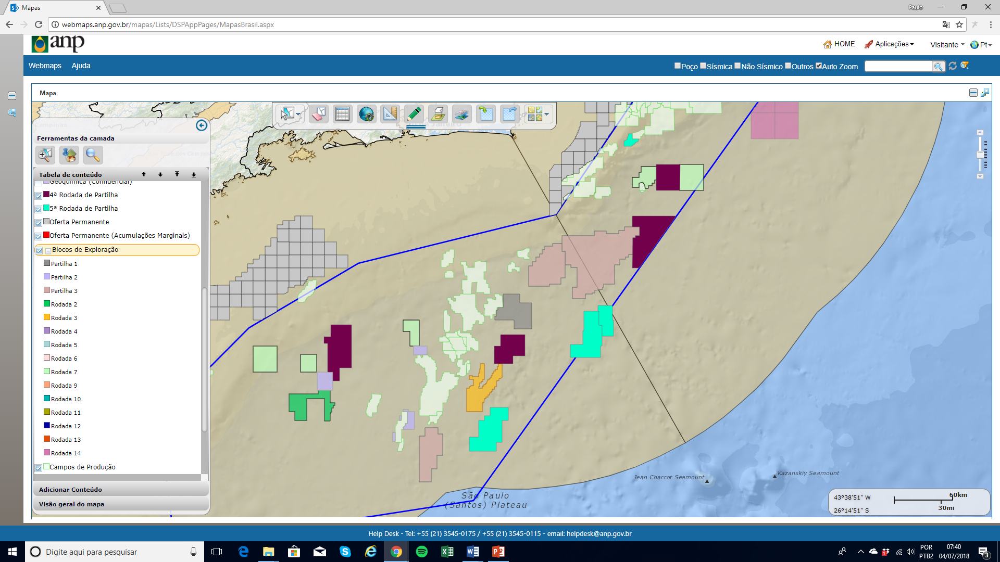 Mapas
Paulo
webmaps.anp.gov.br/mapas/Lists/DSPAppPages/MapasBrasil.aspx
anp
HOME
Aplicações
Visitante
Pt
Webmaps
Ajuda
Poço
Sísmica
Não Sísmico
Outros
Auto Zoom
Mapa
Ferramentas da camada
Tabela de conteúdo
Geoquímica (Confidencial)
4ª Rodada de Partilha
5ª Rodada de Partilha
Oferta Permanente
Oferta Permanente (Acumulações Marginais)
Blocos de Exploração
Partilha 1
Partilha 2
Partilha 3
Rodada 2
Rodada 3
Rodada 4
Rodada 5
Rodada 6
Rodada 7
Rodada 9
Rodada 10
Rodada 11
Rodada 12
Rodada 13
Rodada 14
Campos de Produção
Adicionar Conteúdo
Visão geral do mapa
Jean Charcot Seamount
Kazanskiy Seamount
São Paulo
(Santos) Plateau
43°38'51" W
26°14'51" S
60km
30mi
Help Desk - Tel: +55 (21) 3545-0175 / +55 (21) 3545-0115 - email: helpdesk@anp.gov.br
Digite aqui para pesquisar
POR
PTB2
07:40
04/07/2018
3